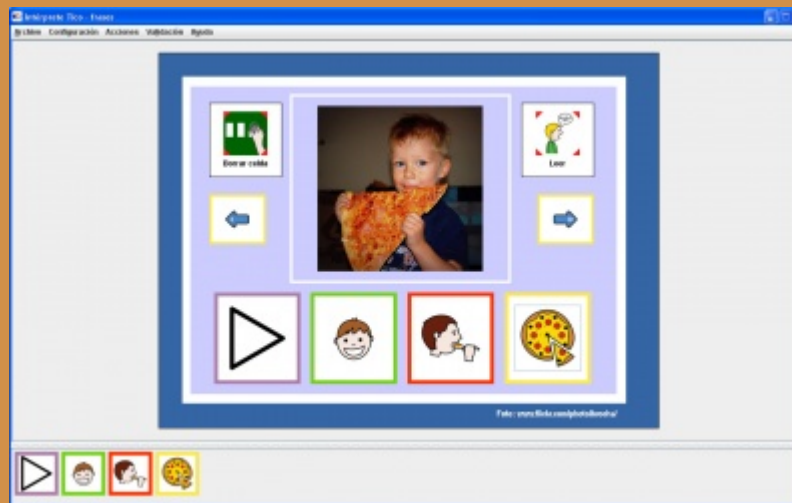 Intérprete Tico - frases
Archivo Configuración Acciones Validación Ayuda
Borrar celda
Leer